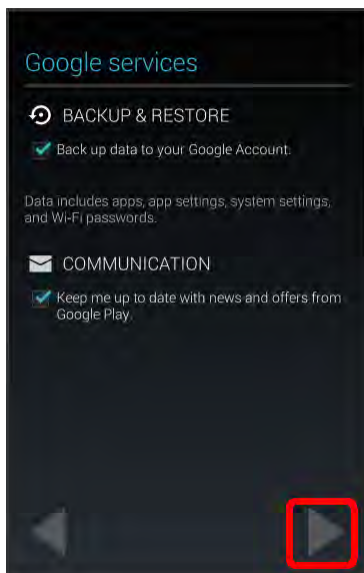 Google services
BACKUP & RESTORE
Back up data to your Google Account.
Data includes apps, app settings, system settings,
and Wi-Fi passwords.
COMMUNICATION
Keep me up to date with news and offers from
Google Play.